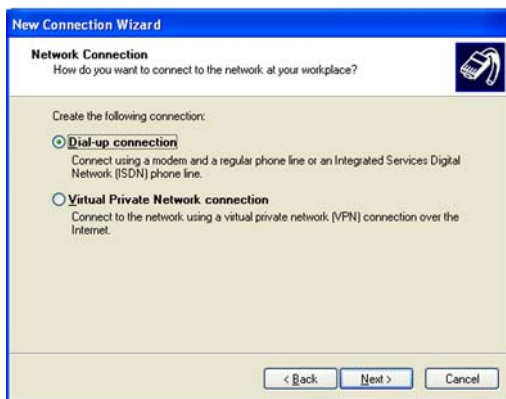 New Connection Wizard
Network Connection
How do you want to connect to the network at your workplace?
Create the following connection:
Dial-up connection
Connect using a modem and a regular phone line or an Integrated Services Digital
Network (ISDN) phone line.
Virtual Private Network connection
Connect to the network using a virtual private network (VPN) connection over the
Internet.
< Back Next > Cancel